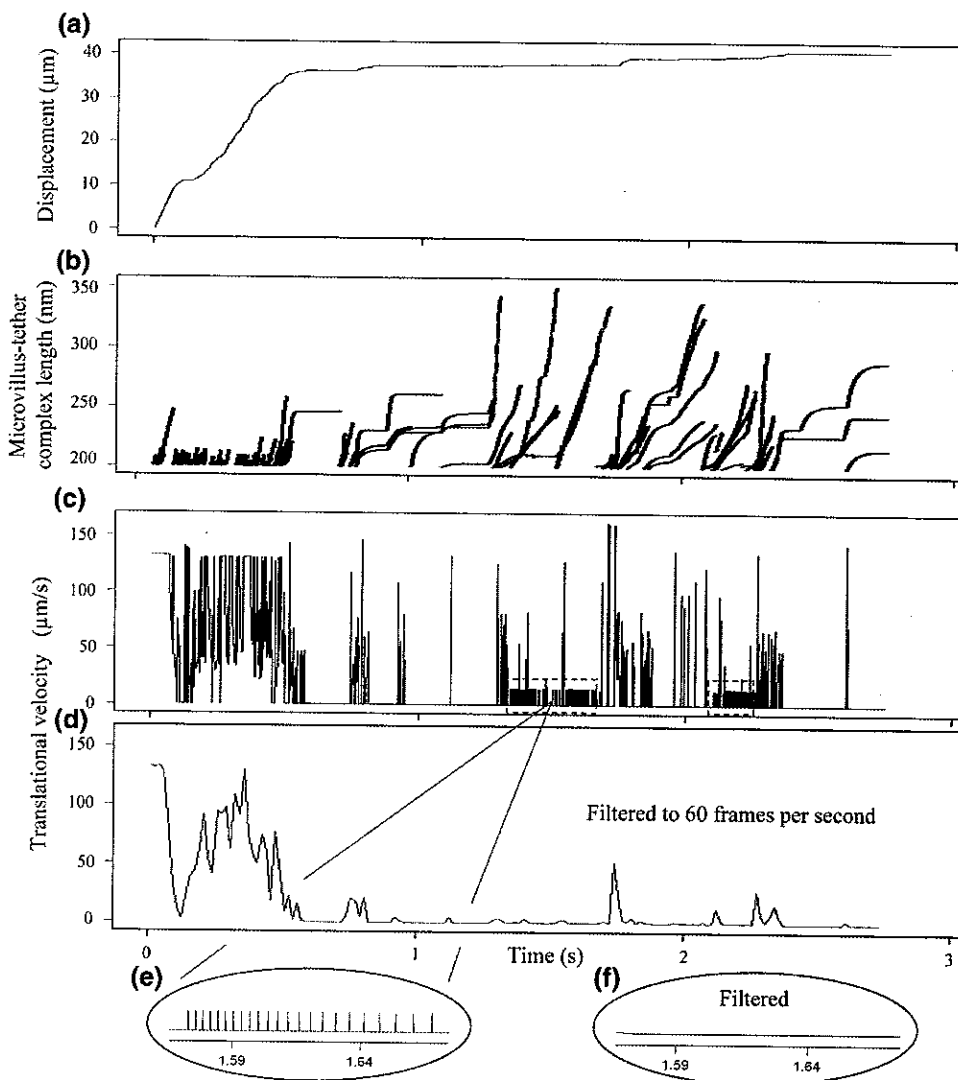 (a)
Displacement (µm)
40
30
20
10
0
(b)
Microvillus-tether
complex length (nm)
350
300
250
200
(c)
Translational velocity (µm/s)
150
100
50
0
(d)
150
100
50
0
Filtered to 60 frames per second
0
1
2
3
Time (s)
(e)
1.59
1.64
(f)
Filtered
1.59
1.64